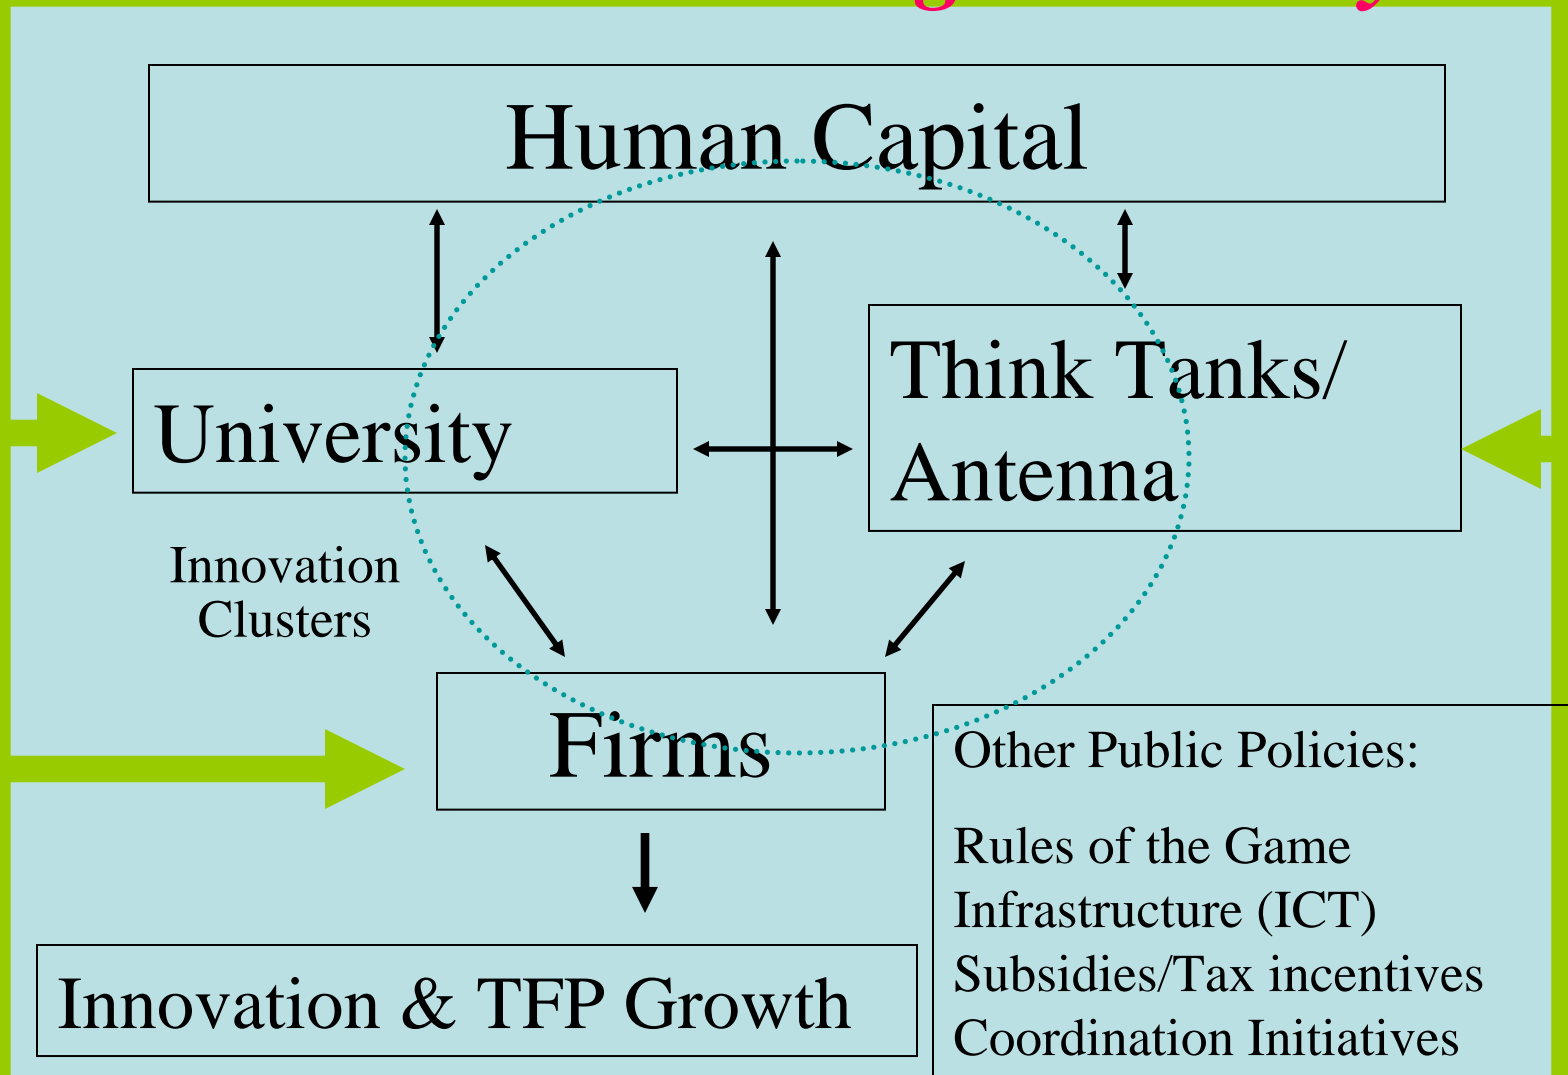 Human Capital
Think Tanks/
Antenna
University
Innovation
Clusters
Firms
Other Public Policies:
Rules of the Game
Infrastructure (ICT)
Subsidies/Tax incentives
Coordination Initiatives
Innovation & TFP Growth